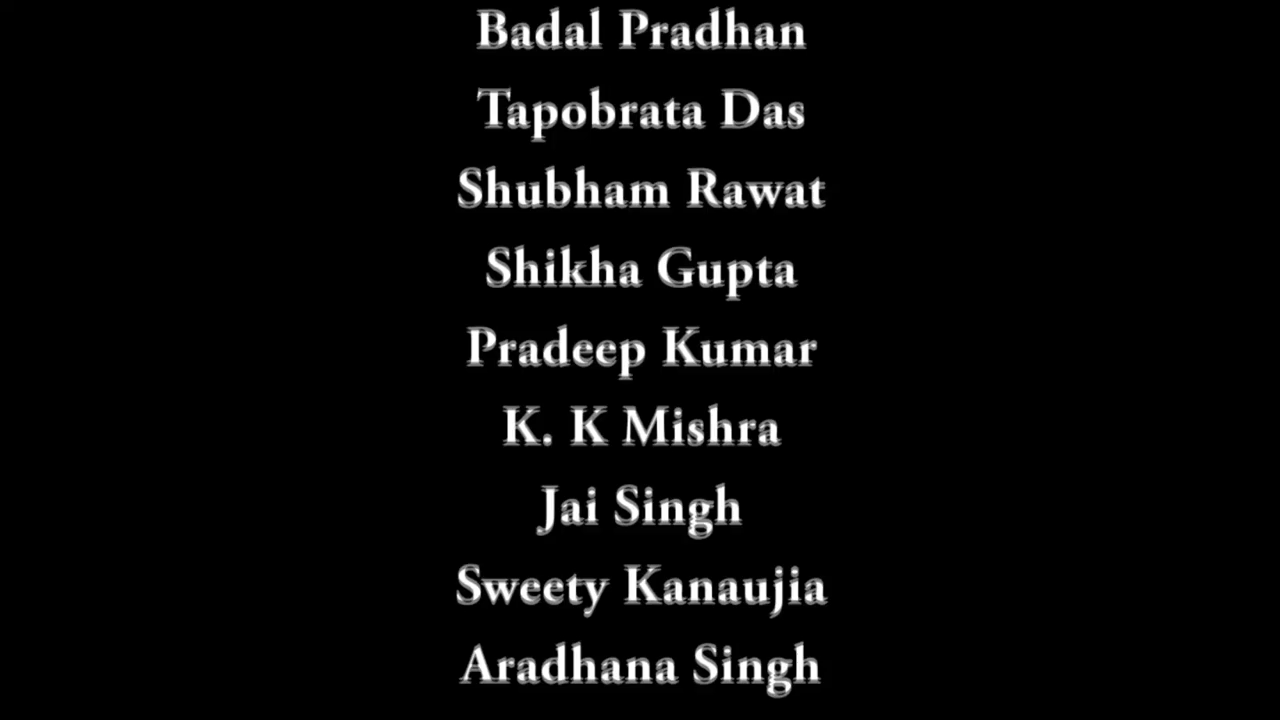 Badal Pradhan
Tapobrata Das
Shubham Rawat
Shikha Gupta
Pradeep Kumar
K. K Mishra
Jai Singh
Sweety Kanaujia
Aradhana Singh